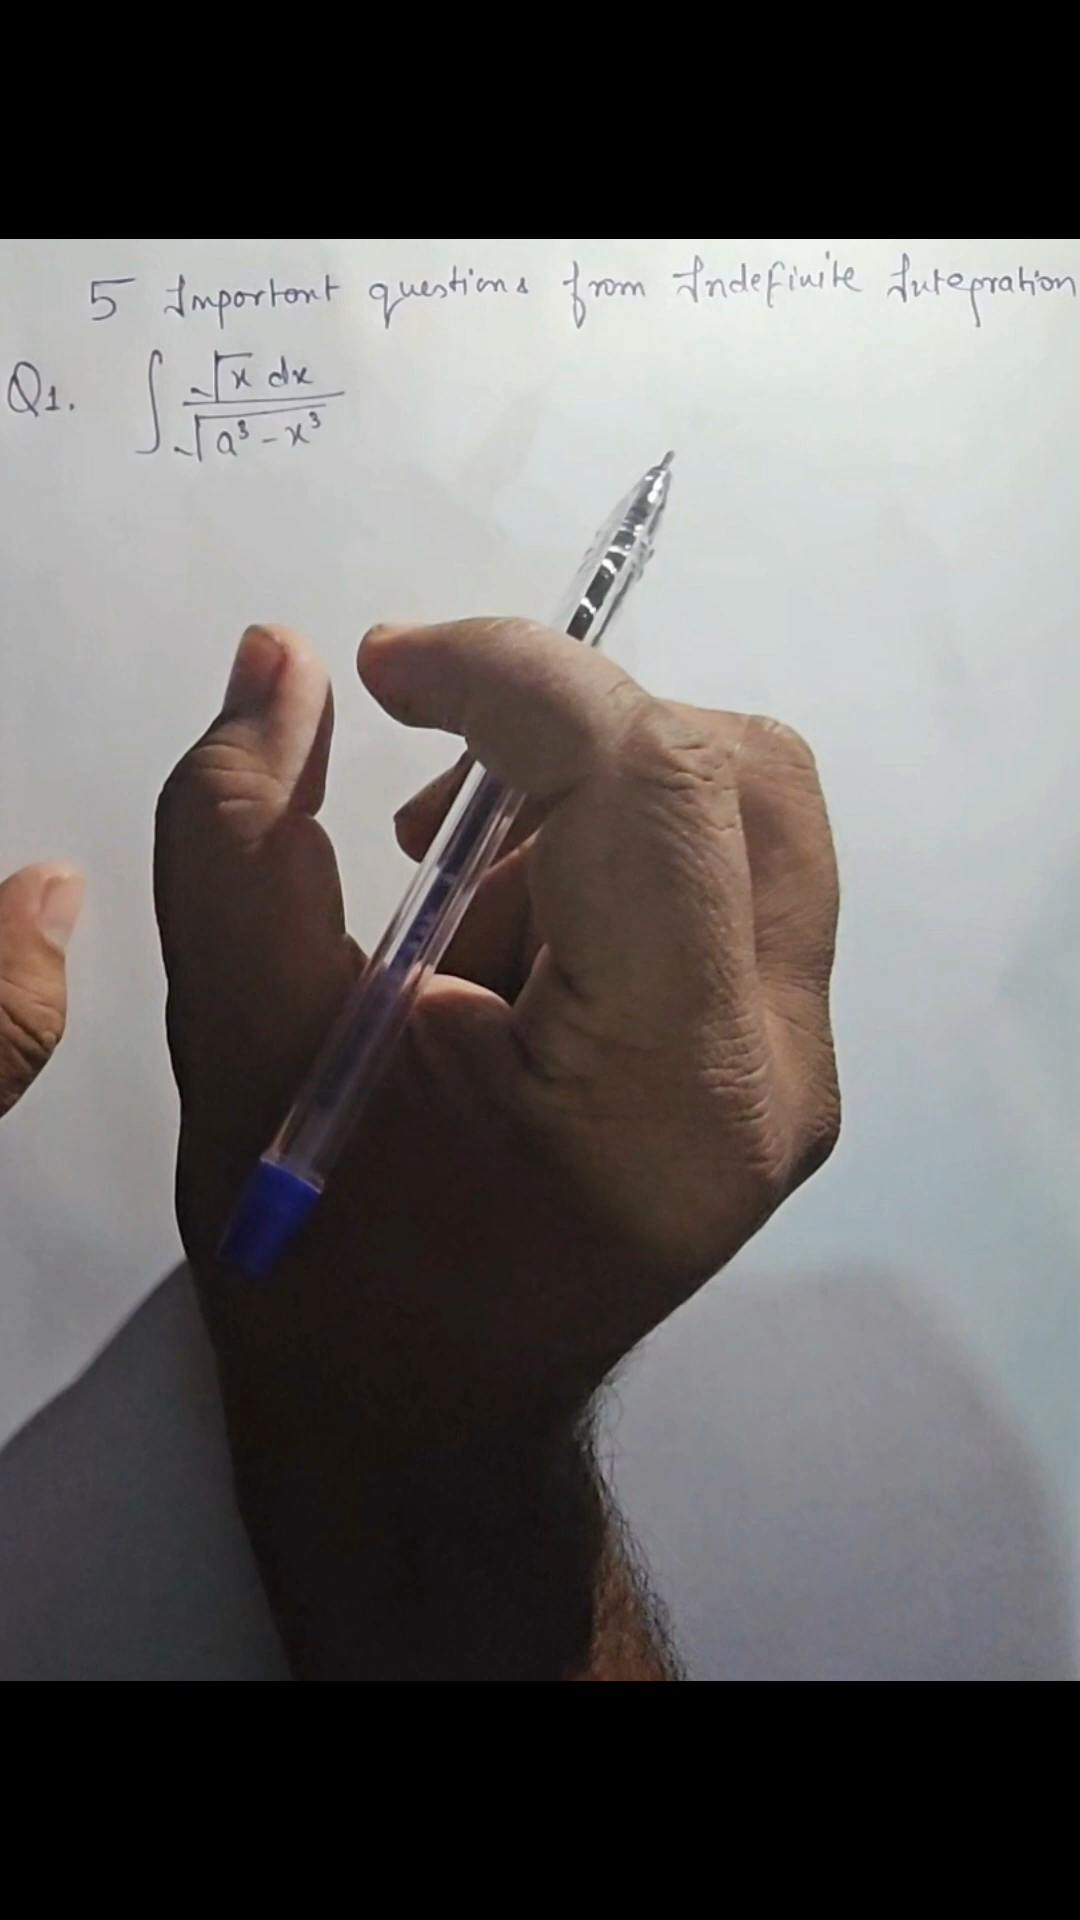 5 Important questions from Indefinite Integration
Q1. ∫ √x dx / √a³ - x³